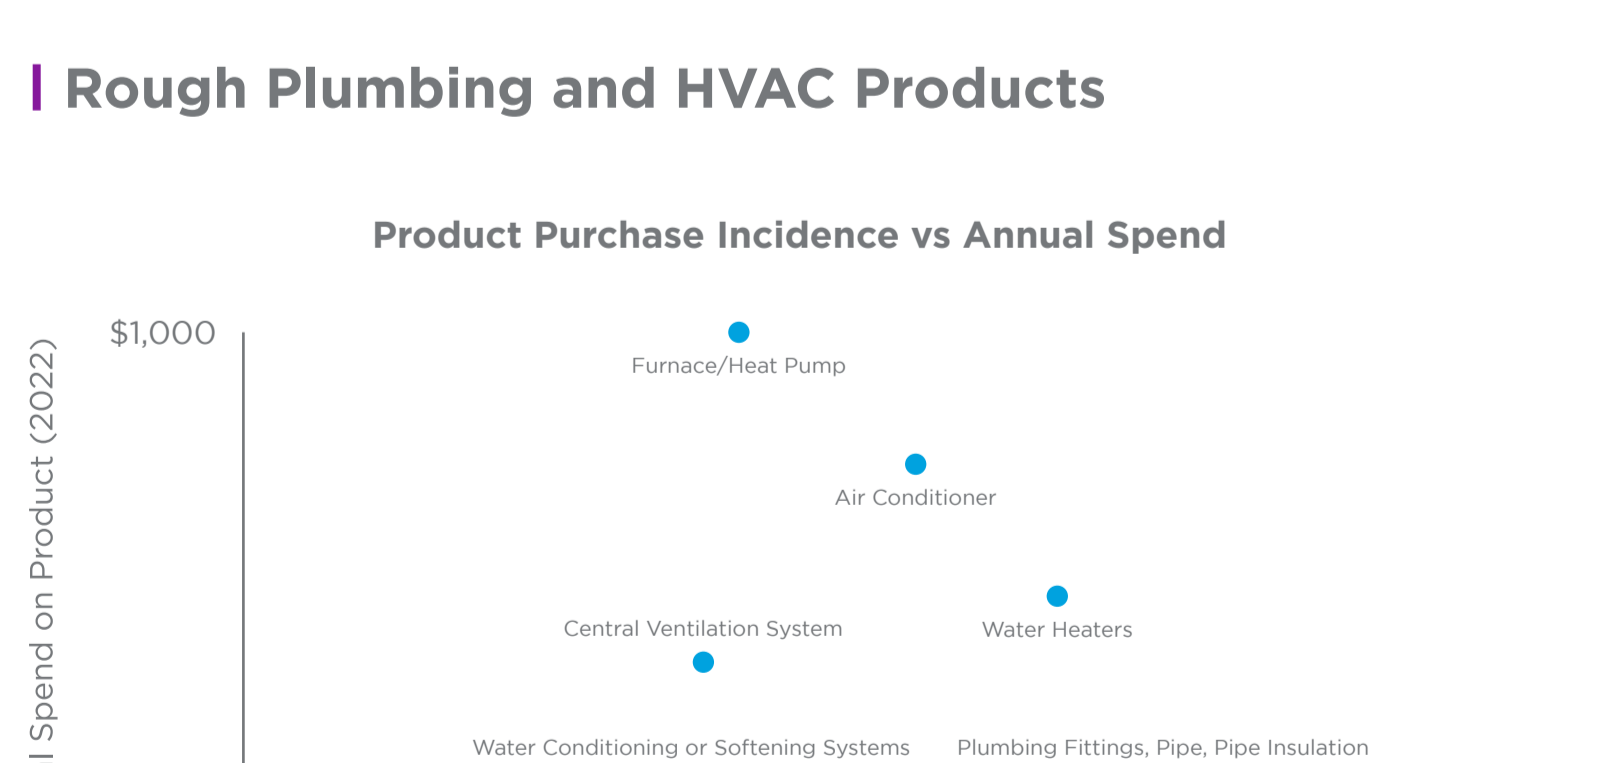 Rough Plumbing and HVAC Products
Product Purchase Incidence vs Annual Spend
$1,000
Spend on Product (2022)
Furnace/Heat Pump
Air Conditioner
Central Ventilation System
Water Heaters
Water Conditioning or Softening Systems
Plumbing Fittings, Pipe, Pipe Insulation